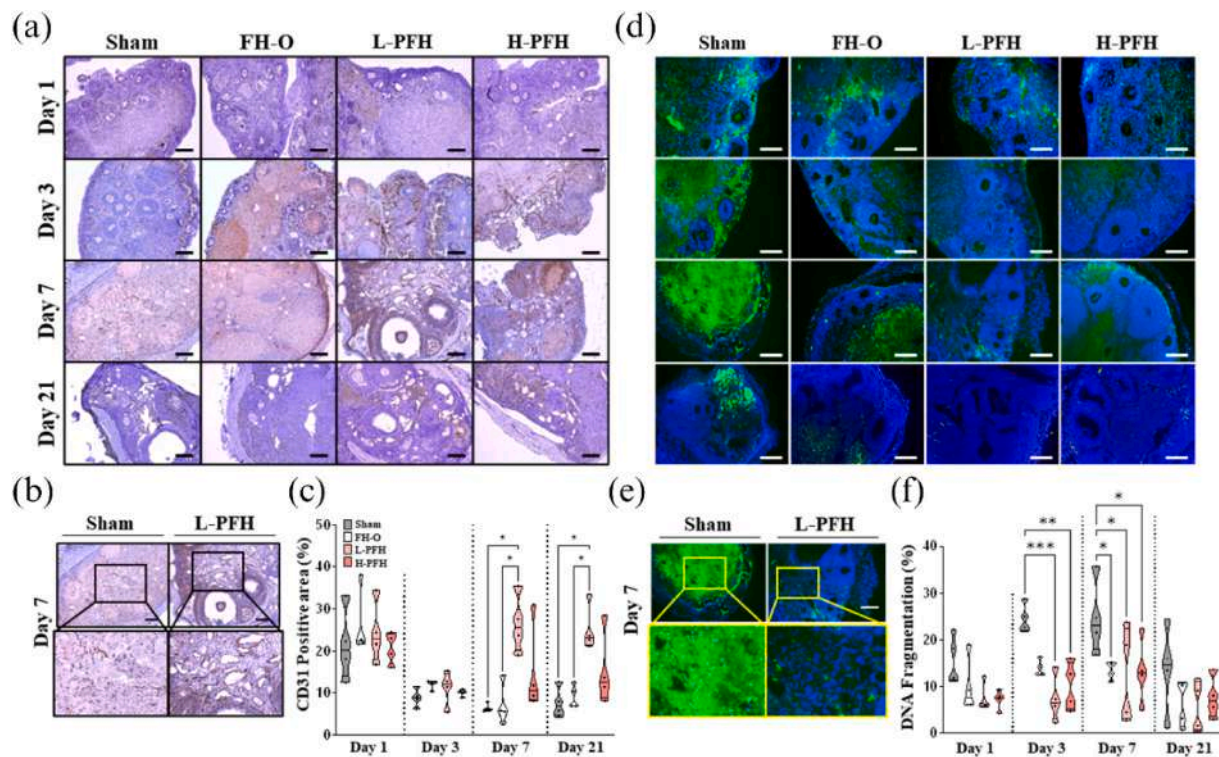 (a)
Sham FH-O L-PFH H-PFH
Day 1
Day 3
Day 7
Day 21
(d)
Sham FH-O L-PFH H-PFH
(b)
Sham L-PFH
Day 7
(c)
CD31 Positive area (%)
50
40
30
20
10
0
Sham
FH-O
L-PFH
H-PFH
* * * *
Day 1 Day 3 Day 7 Day 21
(e)
Sham L-PFH
Day 7
(f)
DNA Fragmentation (%)
40
30
20
10
0
** *** * * *
Day 1 Day 3 Day 7 Day 21